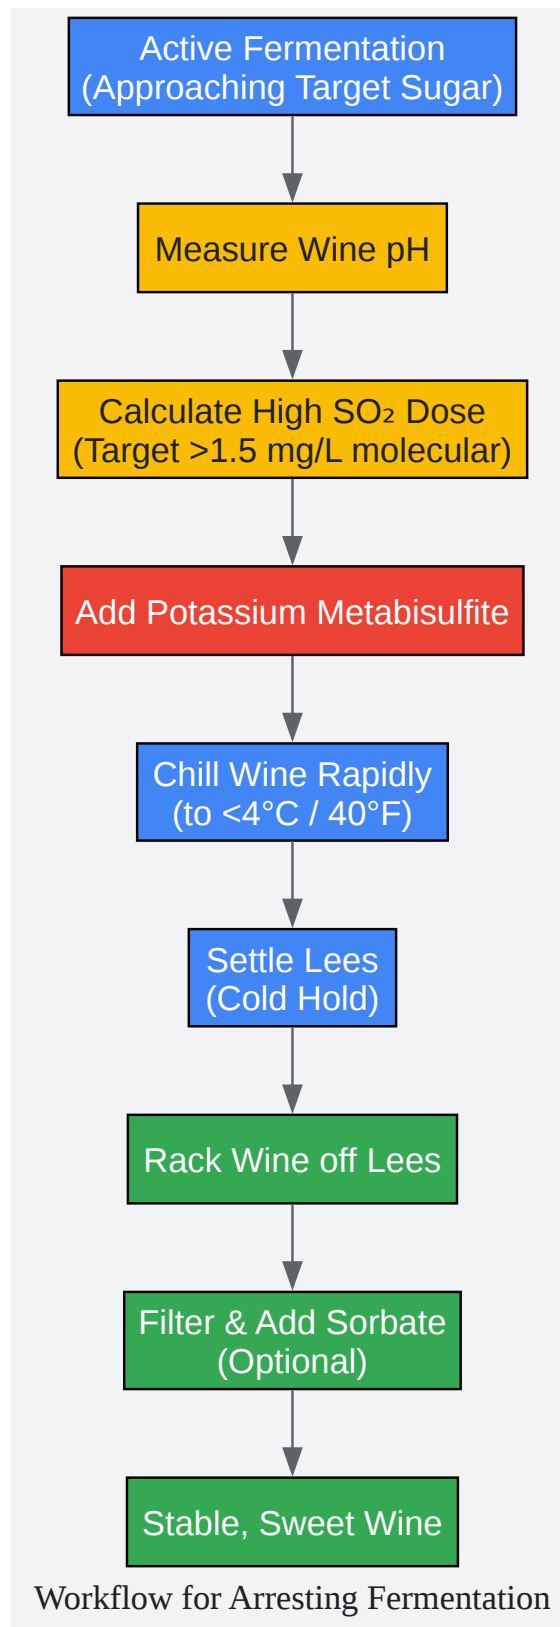 Active Fermentation
(Approaching Target Sugar)
Measure Wine pH
Calculate High SO₂ Dose
(Target >1.5 mg/L molecular)
Add Potassium Metabisulfite
Chill Wine Rapidly
(to <4°C / 40°F)
Settle Lees
(Cold Hold)
Rack Wine off Lees
Filter & Add Sorbate
(Optional)
Stable, Sweet Wine
Workflow for Arresting Fermentation